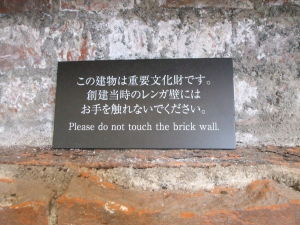 この建物は重要文化財です。
創建当時のレンガ壁には
お手を触れないでください。
Please do not touch the brick wall.